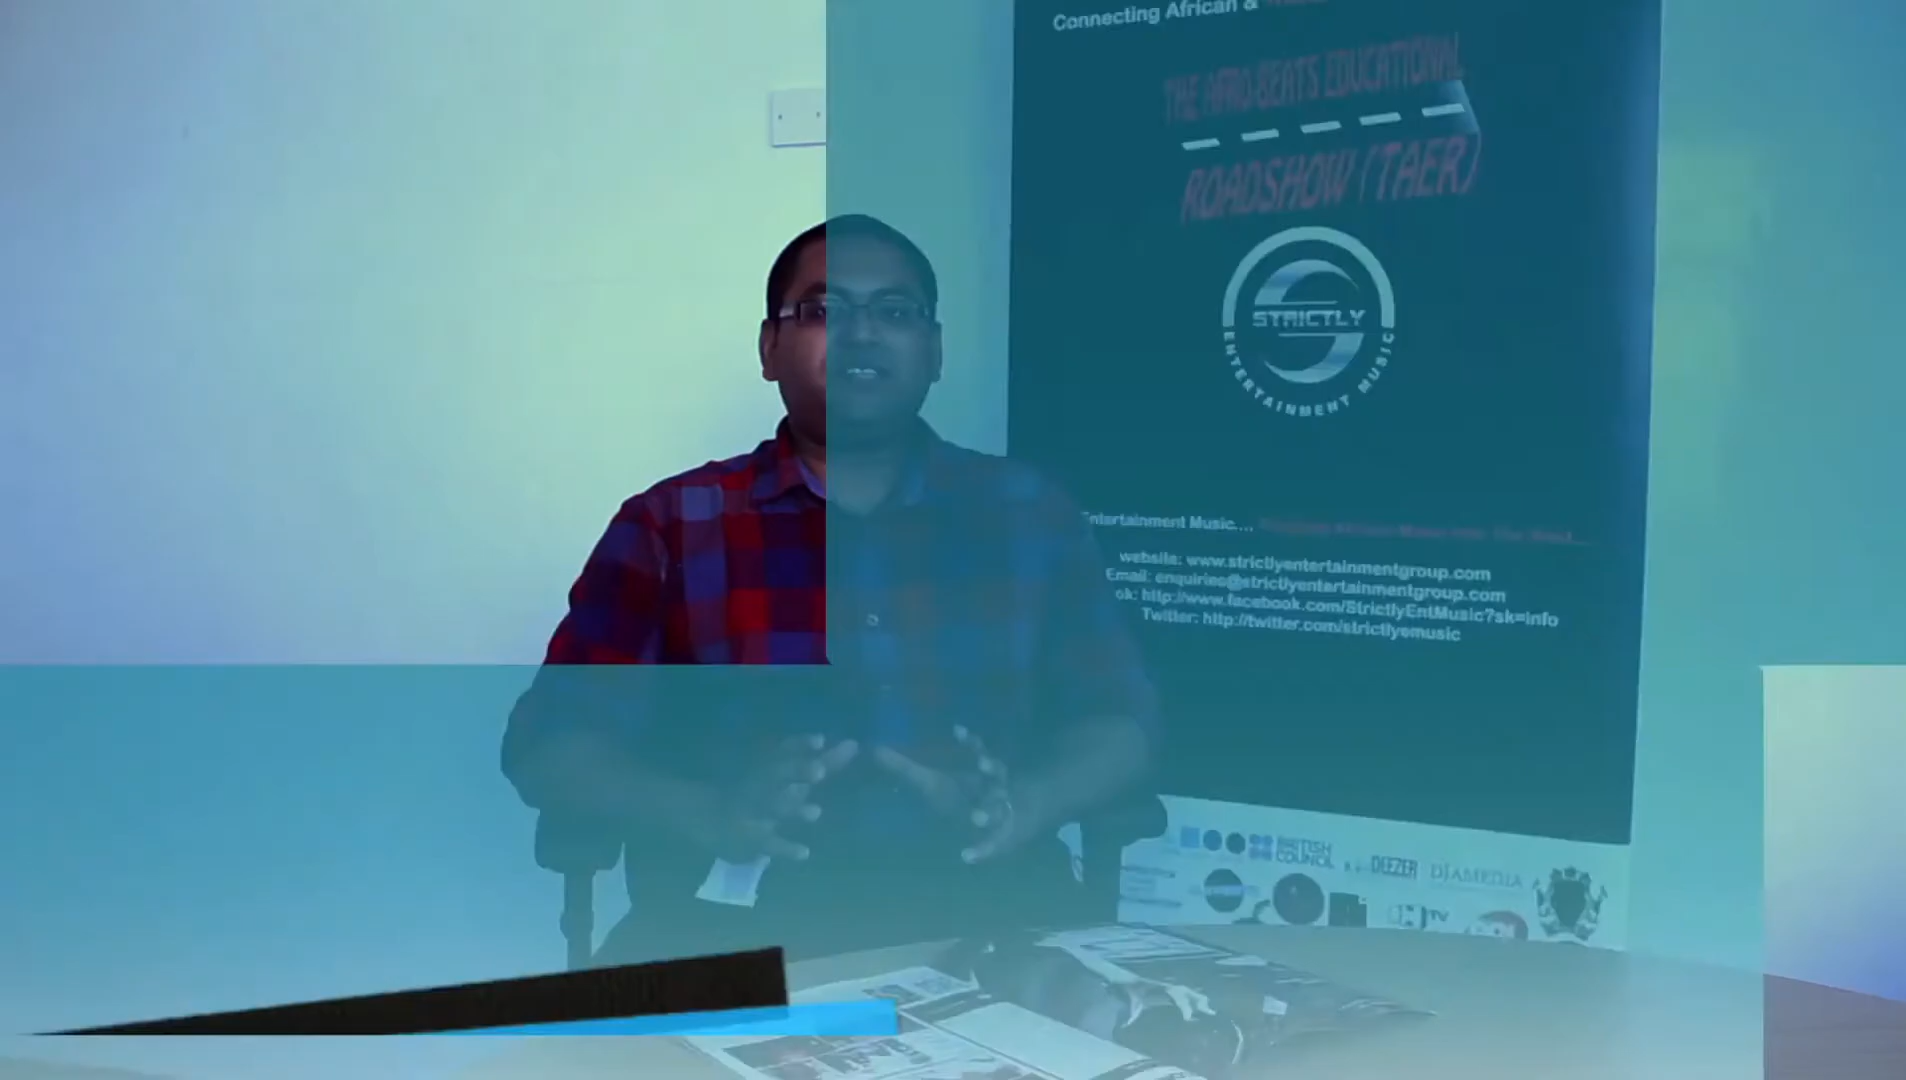 Connecting African &
THE AFRO-BEATS EDUCATIONAL
ROADSHOW (TAER)
STRICTLY
ENTERTAINMENT MUSIC
Entertainment Music....
website: www.strictlyentertainmentgroup.com
Email: enquiries@strictlyentertainmentgroup.com
ok: http://www.facebook.com/StrictlyEntMusic?sk=info
Twitter: http://twitter.com/strictlyemusic
BRITISH
COUNCIL
DEEZER
DJAMEDIA
TV